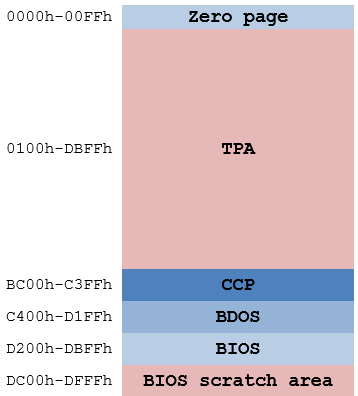 0000h-00FFh Zero page
0100h-DBFFh TPA
BC00h-C3FFh CCP
C400h-D1FFh BDOS
D200h-DBFFh BIOS
DC00h-DFFFh BIOS scratch area